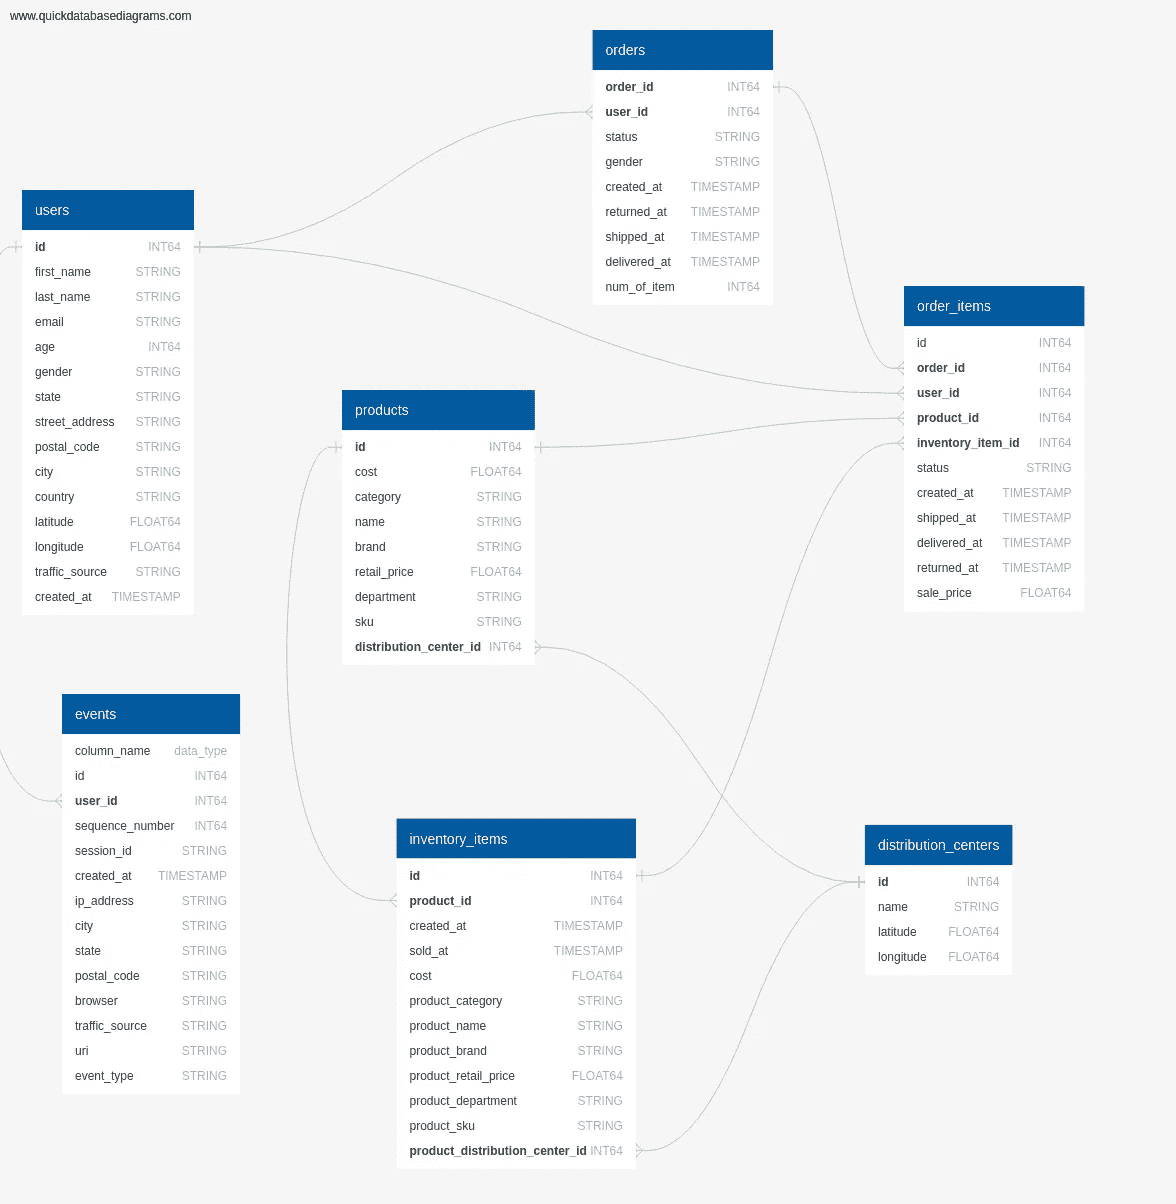 www.quickdatabasediagrams.com
orders
order_id INT64
user_id INT64
status STRING
gender STRING
created_at TIMESTAMP
returned_at TIMESTAMP
shipped_at TIMESTAMP
delivered_at TIMESTAMP
num_of_item INT64
users
id INT64
first_name STRING
last_name STRING
email STRING
age INT64
gender STRING
state STRING
street_address STRING
postal_code STRING
city STRING
country STRING
latitude FLOAT64
longitude FLOAT64
traffic_source STRING
created_at TIMESTAMP
order_items
id INT64
order_id INT64
user_id INT64
product_id INT64
inventory_item_id INT64
status STRING
created_at TIMESTAMP
shipped_at TIMESTAMP
delivered_at TIMESTAMP
returned_at TIMESTAMP
sale_price FLOAT64
products
id INT64
cost FLOAT64
category STRING
name STRING
brand STRING
retail_price FLOAT64
department STRING
sku STRING
distribution_center_id INT64
events
column_name data_type
id INT64
user_id INT64
sequence_number INT64
session_id STRING
created_at TIMESTAMP
ip_address STRING
city STRING
state STRING
postal_code STRING
browser STRING
traffic_source STRING
uri STRING
event_type STRING
inventory_items
id INT64
product_id INT64
created_at TIMESTAMP
sold_at TIMESTAMP
cost FLOAT64
product_category STRING
product_name STRING
product_brand STRING
product_retail_price FLOAT64
product_department STRING
product_sku STRING
product_distribution_center_id INT64
distribution_centers
id INT64
name STRING
latitude FLOAT64
longitude FLOAT64